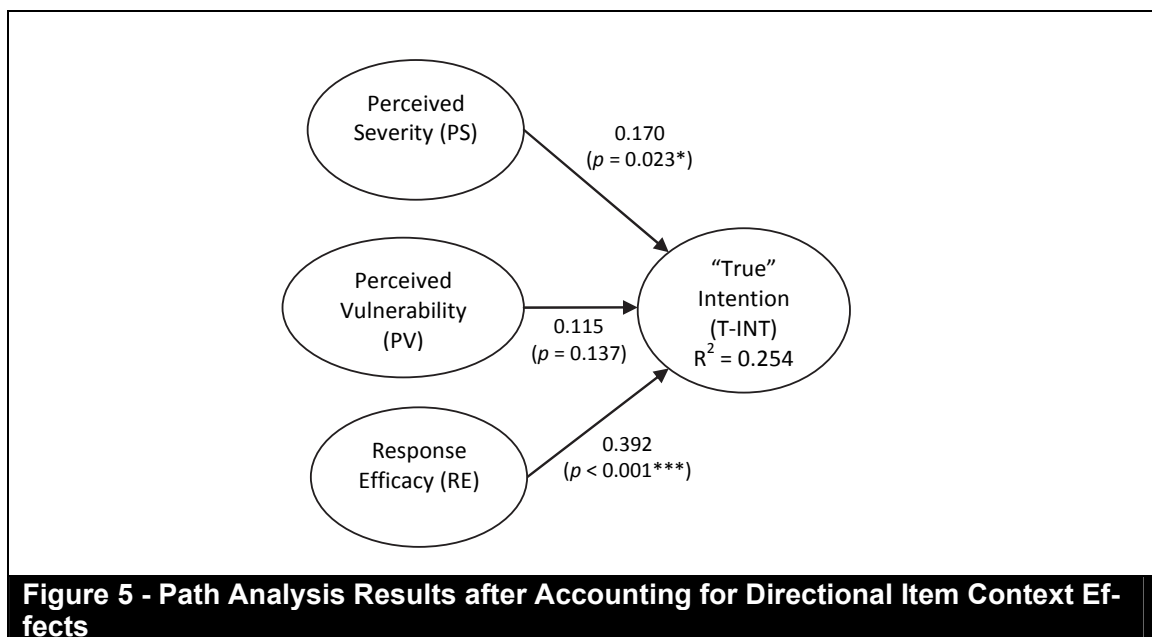 Perceived
Severity (PS)
0.170
(p = 0.023*)
Perceived
Vulnerability
(PV)
0.115
(p = 0.137)
“True”
Intention
(T-INT)
R² = 0.254
Response
Efficacy (RE)
0.392
(p < 0.001***)
Figure 5 - Path Analysis Results after Accounting for Directional Item Context Ef-
fects